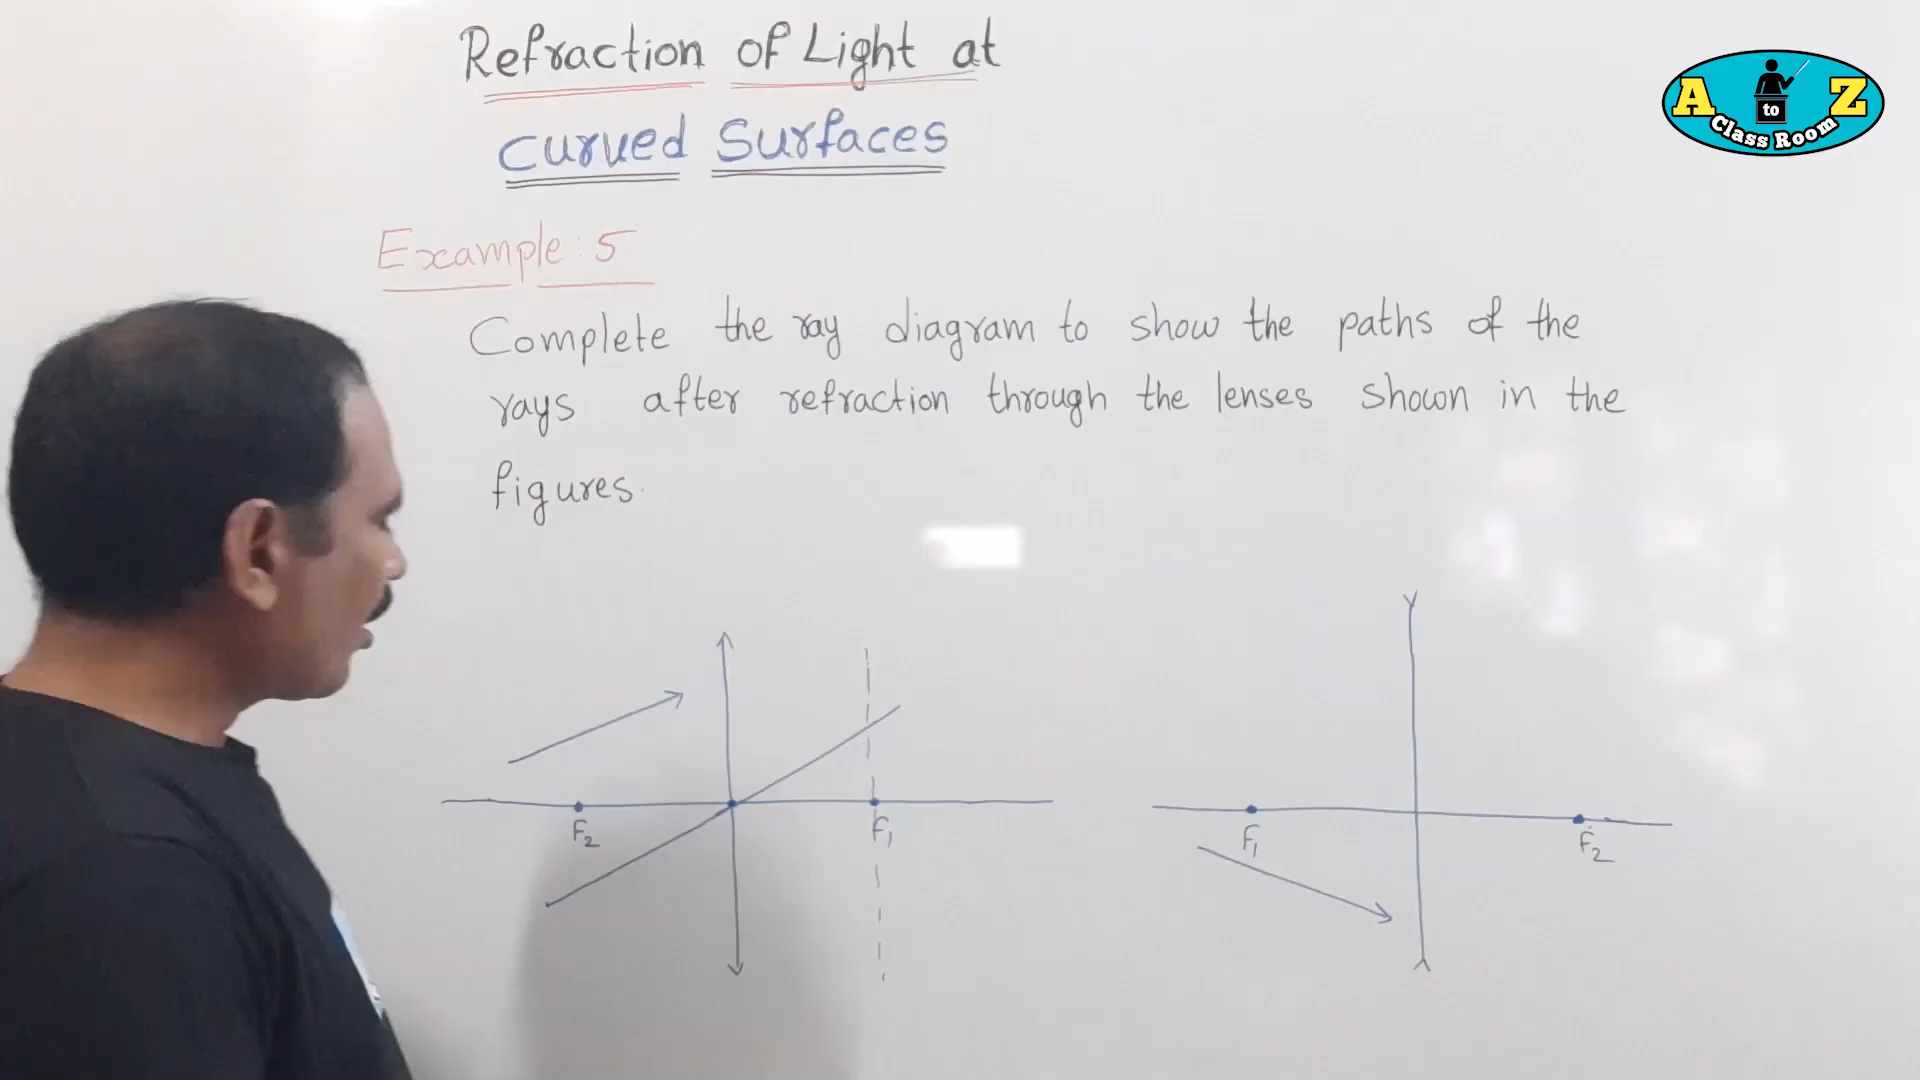 Refraction of Light at
curved Surfaces
Example: 5
Complete the ray diagram to show the paths of the
rays after refraction through the lenses shown in the
figures.
F2
F1
F1
F2
A to Z
Class Room